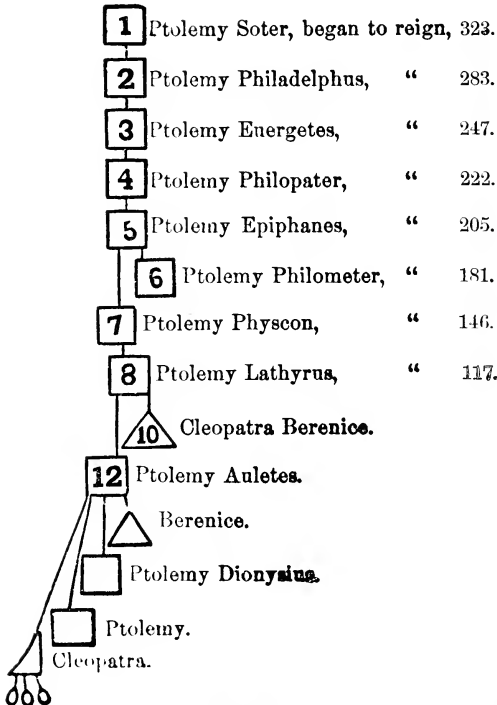 1 Ptolemy Soter, began to reign, 323.
2 Ptolemy Philadelphus, “ 283.
3 Ptolemy Euergetes, “ 247.
4 Ptolemy Philopater, “ 222.
5 Ptolemy Epiphanes, “ 205.
6 Ptolemy Philometer, “ 181.
7 Ptolemy Physcon, “ 146.
8 Ptolemy Lathyrus, “ 117.
10 Cleopatra Berenice.
12 Ptolemy Auletes.
Berenice.
Ptolemy Dionysius.
Ptolemy.
Cleopatra.